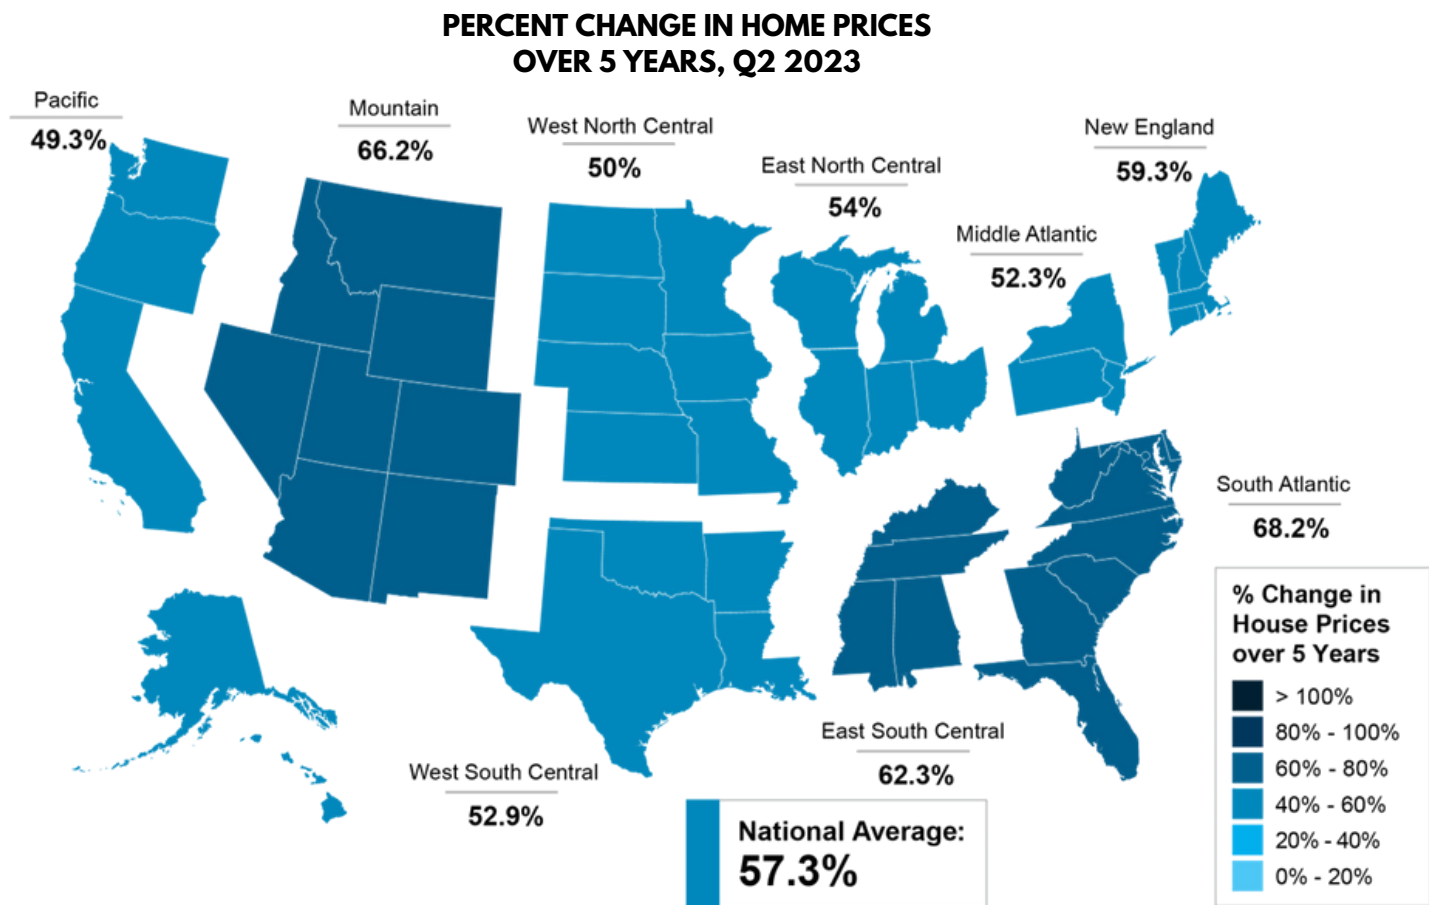 PERCENT CHANGE IN HOME PRICES
OVER 5 YEARS, Q2 2023
Pacific
49.3%
Mountain
66.2%
West North Central
50%
East North Central
54%
New England
59.3%
Middle Atlantic
52.3%
South Atlantic
68.2%
East South Central
62.3%
West South Central
52.9%
National Average:
57.3%
% Change in
House Prices
over 5 Years
> 100%
80% - 100%
60% - 80%
40% - 60%
20% - 40%
0% - 20%